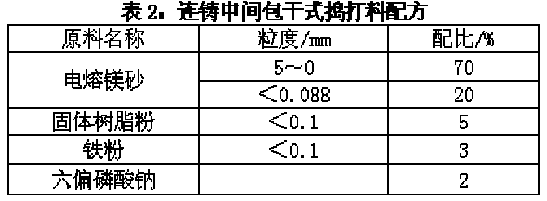 表2：连铸中间包干式捣打料配方
原料名称 粒度/mm 配比/%
电熔镁砂 5～0 70
＜0.088 20
固体树脂粉 ＜0.1 5
铁粉 ＜0.1 3
六偏磷酸钠 2